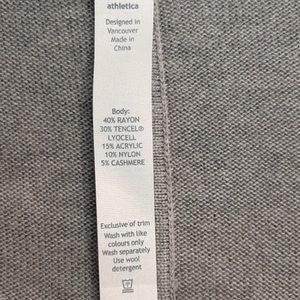 athletica
Designed in
Vancouver
Made in
China
Body:
40% RAYON
30% TENCEL®
LYOCELL
15% ACRYLIC
10% NYLON
5% CASHMERE
Exclusive of trim
Wash with like
colours only
Wash separately
Use wool
detergent